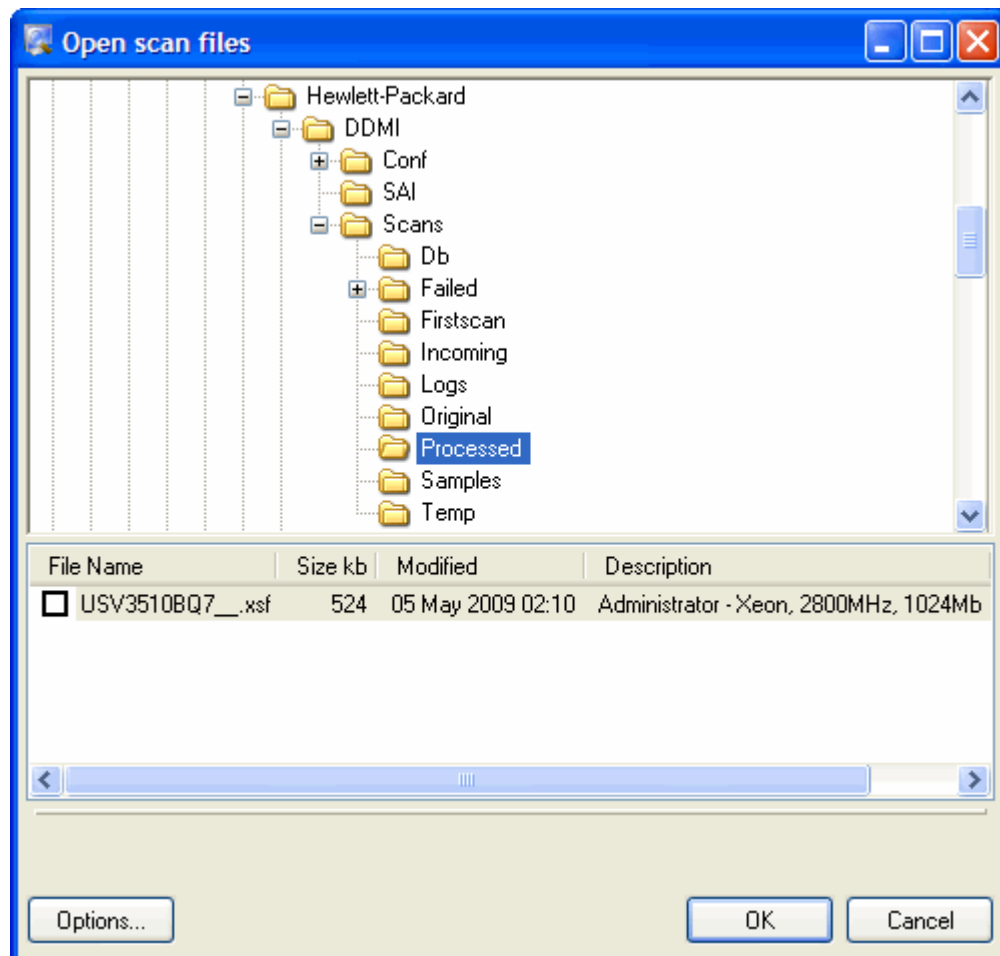 Open scan files
Hewlett-Packard
DDMI
Conf
SAI
Scans
Db
Failed
Firstscan
Incoming
Logs
Original
Processed
Samples
Temp
File Name Size kb Modified Description
USV3510BQ7__.xsf 524 05 May 2009 02:10 Administrator - Xeon, 2800MHz, 1024Mb
Options... OK Cancel